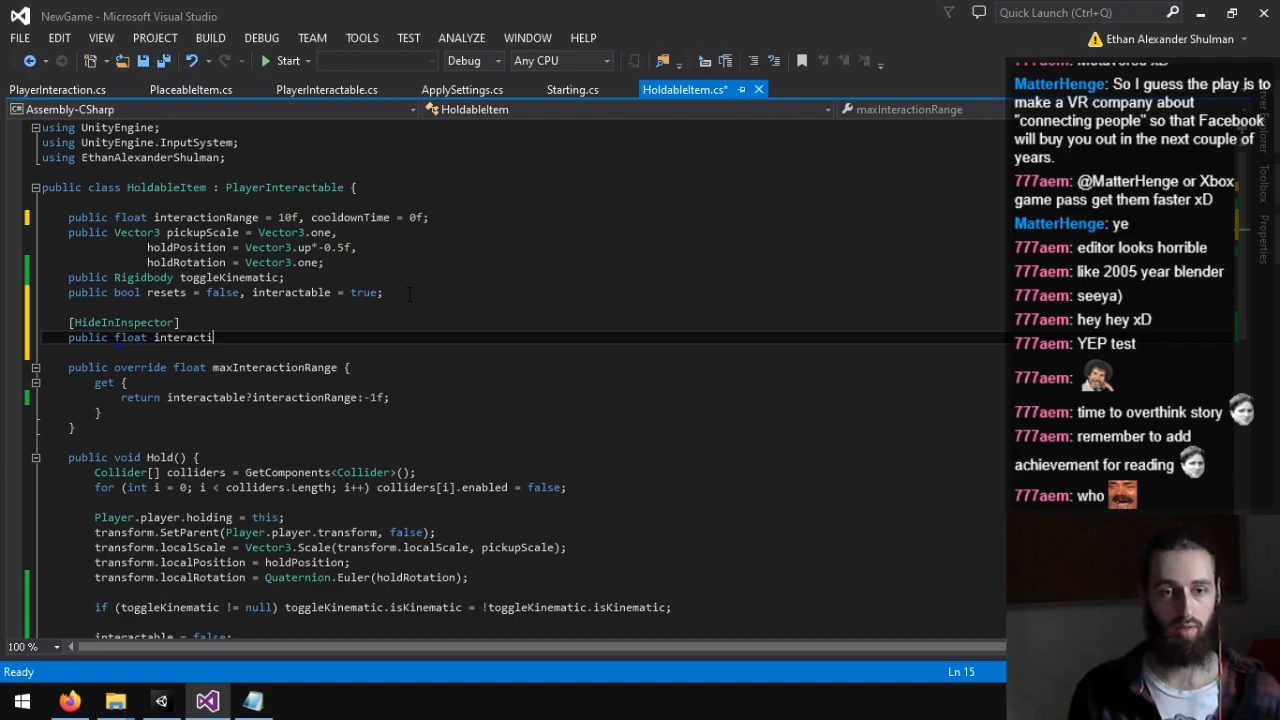 NewGame - Microsoft Visual Studio
Quick Launch (Ctrl+Q)
FILE EDIT VIEW PROJECT BUILD DEBUG TEAM TOOLS TEST ANALYZE WINDOW HELP
Ethan Alexander Shulman
Start Debug Any CPU
PlayerInteraction.cs PlaceableItem.cs PlayerInteractable.cs ApplySettings.cs Starting.cs HoldableItem.cs*
Assembly-CSharp HoldableItem maxInteractionRange
using UnityEngine;
using UnityEngine.InputSystem;
using EthanAlexanderShulman;
public class HoldableItem : PlayerInteractable {
public float interactionRange = 10f, cooldownTime = 0f;
public Vector3 pickupScale = Vector3.one,
holdPosition = Vector3.up*-0.5f,
holdRotation = Vector3.one;
public Rigidbody toggleKinematic;
public bool resets = false, interactable = true;
[HideInInspector]
public float interacti
public override float maxInteractionRange {
get {
return interactable?interactionRange:-1f;
}
}
public void Hold() {
Collider[] colliders = GetComponents<Collider>();
for (int i = 0; i < colliders.Length; i++) colliders[i].enabled = false;
Player.player.holding = this;
transform.SetParent(Player.player.transform, false);
transform.localScale = Vector3.Scale(transform.localScale, pickupScale);
transform.localPosition = holdPosition;
transform.localRotation = Quaternion.Euler(holdRotation);
if (toggleKinematic != null) toggleKinematic.isKinematic = !toggleKinematic.isKinematic;
interactable = false;
100 %
Ready
Ln 15
MatterHenge: So I guess the play is to
make a VR company about
"connecting people" so that Facebook
will buy you out in the next couple of
years.
777aem: @MatterHenge or Xbox
game pass get them faster xD
MatterHenge: ye
777aem: editor looks horrible
777aem: like 2005 year blender
777aem: seeya)
777aem: hey hey xD
777aem: YEP test
777aem:
777aem: time to overthink story
777aem: remember to add
achievement for reading
777aem: who
Server Explorer
Toolbox
Properties